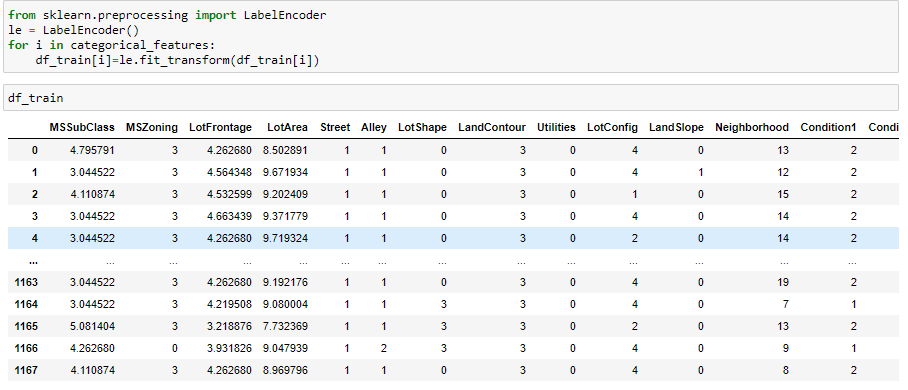 from sklearn.preprocessing import LabelEncoder
le = LabelEncoder()
for i in categorical_features:
    df_train[i]=le.fit_transform(df_train[i])
df_train
MSSubClass MSZoning LotFrontage LotArea Street Alley LotShape LandContour Utilities LotConfig LandSlope Neighborhood Condition1 Condi
0 4.795791 3 4.262680 8.502891 1 1 0 3 0 4 0 13 2
1 3.044522 3 4.564348 9.671934 1 1 0 3 0 4 1 12 2
2 4.110874 3 4.532599 9.202409 1 1 0 3 0 1 0 15 2
3 3.044522 3 4.663439 9.371779 1 1 0 3 0 4 0 14 2
4 3.044522 3 4.262680 9.719324 1 1 0 3 0 2 0 14 2
... ... ... ... ... ... ... ... ... ... ... ... ... ...
1163 3.044522 3 4.262680 9.192176 1 1 0 3 0 4 0 19 2
1164 3.044522 3 4.219508 9.080004 1 1 3 3 0 4 0 7 1
1165 5.081404 3 3.218876 7.732369 1 1 3 3 0 2 0 13 2
1166 4.262680 0 3.931826 9.047939 1 2 3 3 0 4 0 9 1
1167 4.110874 3 4.262680 8.969796 1 1 0 3 0 4 0 8 2